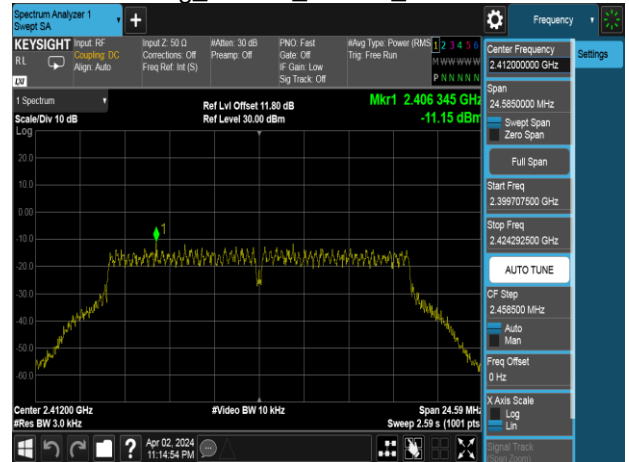 Spectrum Analyzer 1
Swept SA
+
Frequency
KEYSIGHT
RL
LXI
Input: RF
Coupling: DC
Align: Auto
Input Z: 50 Ω
Corrections: Off
Freq Ref: Int (S)
#Atten: 30 dB
Preamp: Off
PNO: Fast
Gate: Off
IF Gain: Low
Sig Track: Off
#Avg Type: Power (RMS
Trig: Free Run
1 2 3 4 5 6
M W W W W W
P N N N N N
1 Spectrum
Scale/Div 10 dB
Ref Lvl Offset 11.80 dB
Ref Level 30.00 dBm
Mkr1 2.406 345 GHz
-11.15 dBm
Log
20.0
10.0
0.00
-10.0
-20.0
-30.0
-40.0
-50.0
-60.0
1
Center 2.41200 GHz
#Res BW 3.0 kHz
#Video BW 10 kHz
Span 24.59 MHz
Sweep 2.59 s (1001 pts
?
Apr 02, 2024
11:14:54 PM
Center Frequency
2.412000000 GHz
Settings
Span
24.5850000 MHz
Swept Span
Zero Span
Full Span
Start Freq
2.399707500 GHz
Stop Freq
2.424292500 GHz
AUTO TUNE
CF Step
2.458500 MHz
Auto
Man
Freq Offset
0 Hz
X Axis Scale
Log
Lin
Signal Track
(Span Zoom)